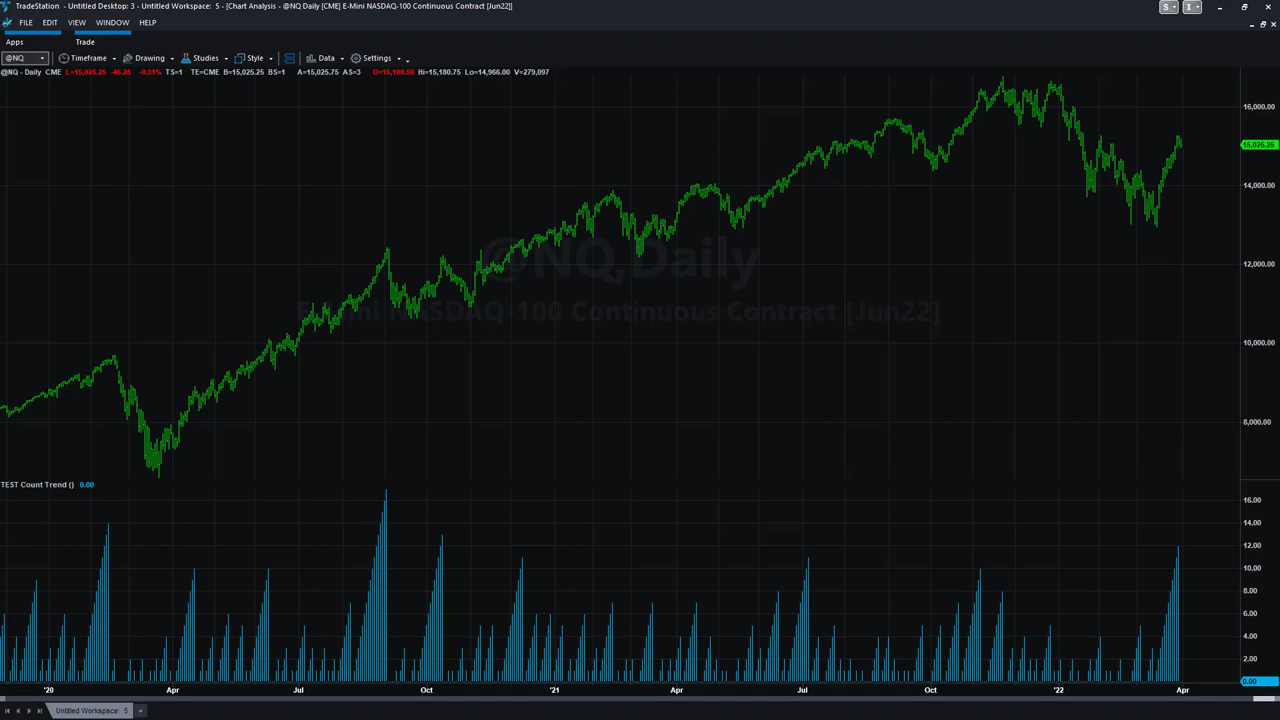 TradeStation - Untitled Desktop: 3 - Untitled Workspace: 5 - [Chart Analysis - @NQ Daily [CME] E-Mini NASDAQ-100 Continuous Contract [Jun22]]
S
I
FILE EDIT VIEW WINDOW HELP
Apps Trade
@NQ Timeframe Drawing Studies Style Data Settings
@NQ - Daily CME L=15,025.25 -46.25 -0.31% TS=1 TE=CME B=15,025.25 BS=1 A=15,025.75 AS=3 O=15,100.50 Hi=15,180.75 Lo=14,966.00 V=279,097
16,000.00
15,025.25
14,000.00
@NQ,Daily
12,000.00
E-Mini NASDAQ-100 Continuous Contract [Jun22]
10,000.00
8,000.00
TEST Count Trend () 0.00
16.00
14.00
12.00
10.00
8.00
6.00
4.00
2.00
0.00
'20 Apr Jul Oct '21 Apr Jul Oct '22 Apr
Untitled Workspace: 5 +